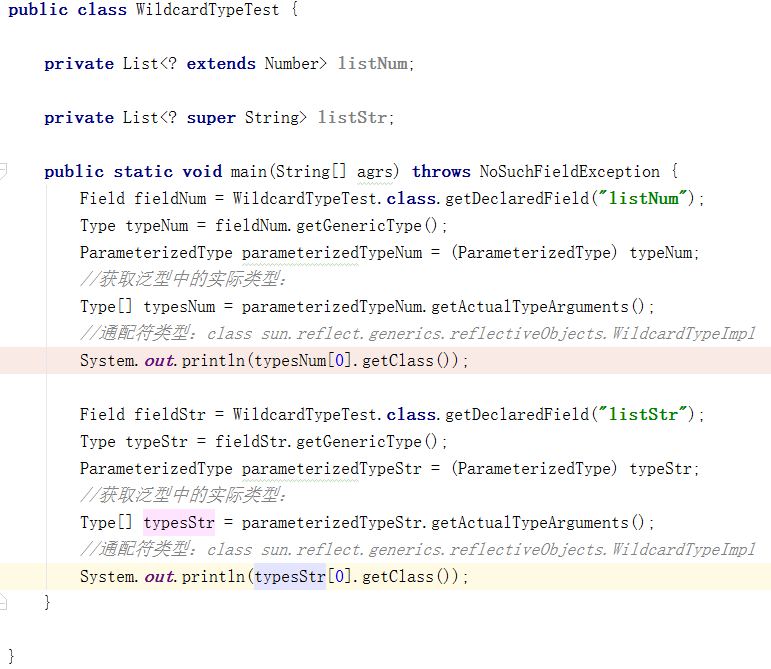 public class WildcardTypeTest {
private List<? extends Number> listNum;
private List<? super String> listStr;
public static void main(String[] agrs) throws NoSuchFieldException {
Field fieldNum = WildcardTypeTest.class.getDeclaredField("listNum");
Type typeNum = fieldNum.getGenericType();
ParameterizedType parameterizedTypeNum = (ParameterizedType) typeNum;
//获取泛型中的实际类型:
Type[] typesNum = parameterizedTypeNum.getActualTypeArguments();
//通配符类型: class sun.reflect.generics.reflectiveObjects.WildcardTypeImpl
System.out.println(typesNum[0].getClass());
Field fieldStr = WildcardTypeTest.class.getDeclaredField("listStr");
Type typeStr = fieldStr.getGenericType();
ParameterizedType parameterizedTypeStr = (ParameterizedType) typeStr;
//获取泛型中的实际类型:
Type[] typesStr = parameterizedTypeStr.getActualTypeArguments();
//通配符类型: class sun.reflect.generics.reflectiveObjects.WildcardTypeImpl
System.out.println(typesStr[0].getClass());
}
}